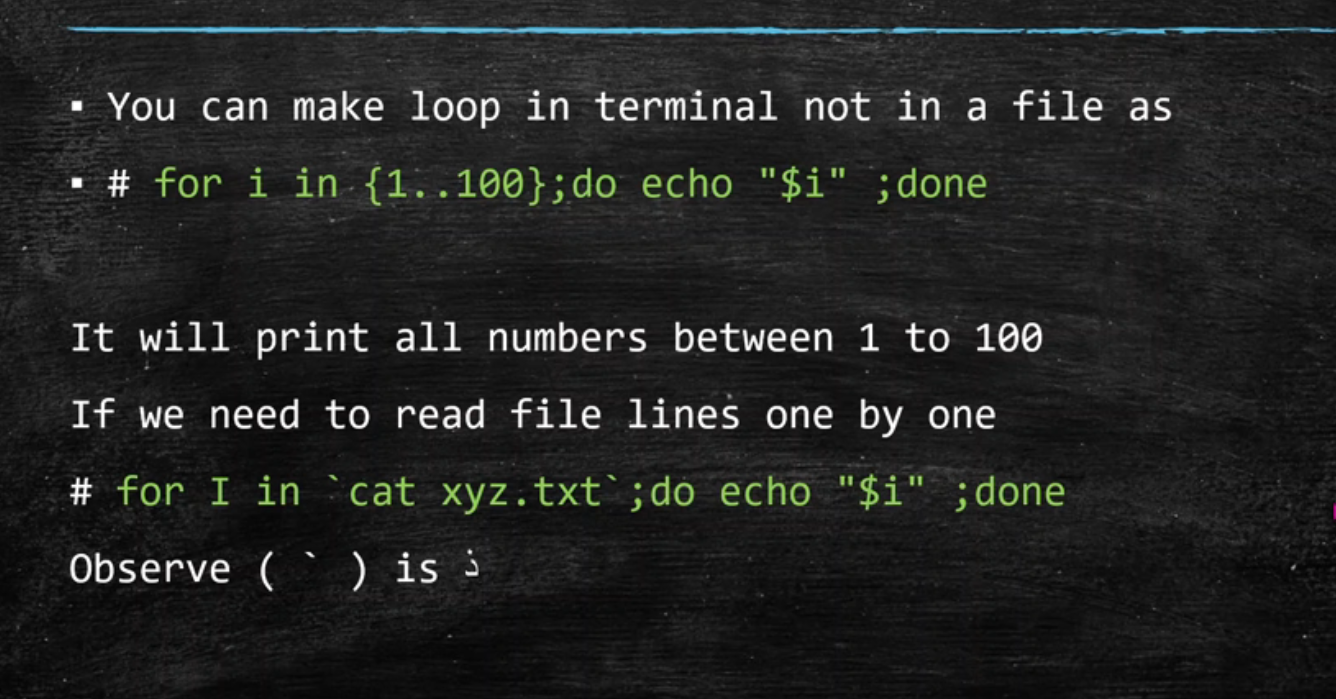 ▪ You can make loop in terminal not in a file as
▪ # for i in {1..100};do echo "$i" ;done
It will print all numbers between 1 to 100
If we need to read file lines one by one
# for I in `cat xyz.txt`;do echo "$i" ;done
Observe ( ` ) is ذ